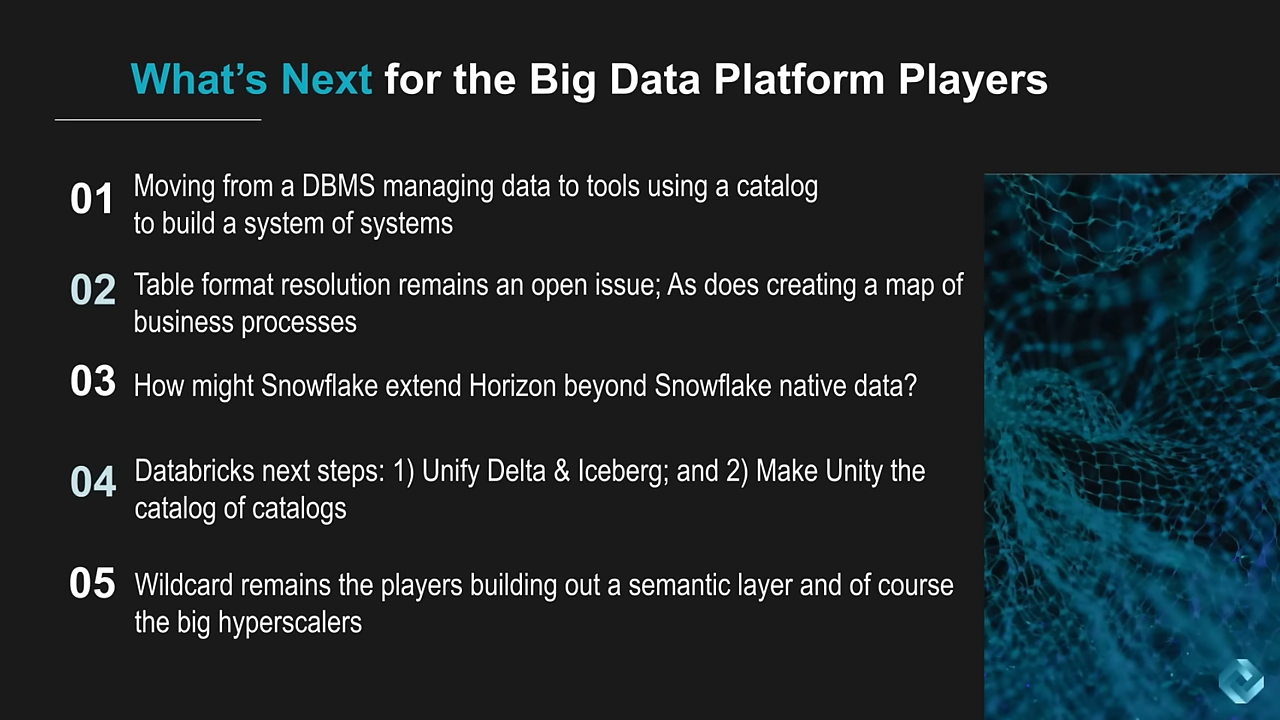 What’s Next for the Big Data Platform Players
01 Moving from a DBMS managing data to tools using a catalog
to build a system of systems
02 Table format resolution remains an open issue; As does creating a map of
business processes
03 How might Snowflake extend Horizon beyond Snowflake native data?
04 Databricks next steps: 1) Unify Delta & Iceberg; and 2) Make Unity the
catalog of catalogs
05 Wildcard remains the players building out a semantic layer and of course
the big hyperscalers